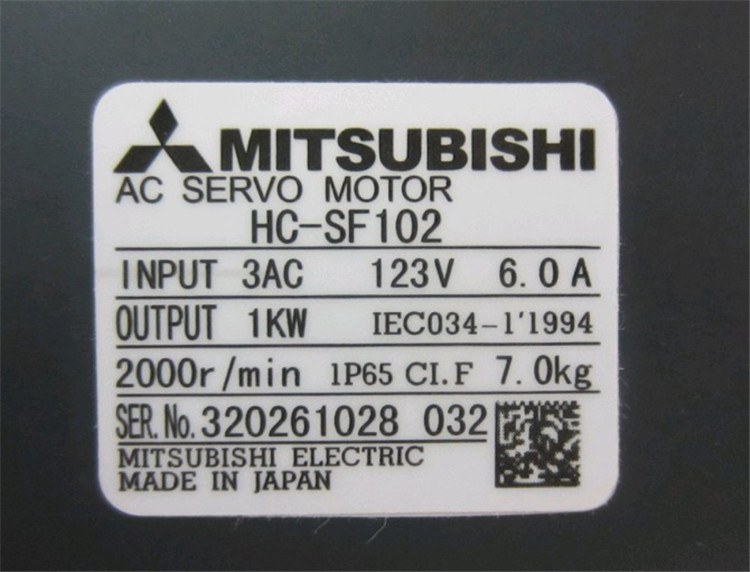 MITSUBISHI
AC SERVO MOTOR
HC-SF102
INPUT 3AC 123V 6.0A
OUTPUT 1KW IEC034-1'1994
2000r/min 1P65 CI.F 7.0kg
SER.No.320261028 032
MITSUBISHI ELECTRIC
MADE IN JAPAN